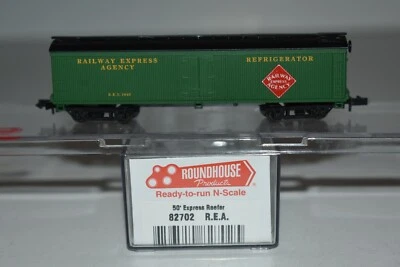 RAILWAY EXPRESS
AGENCY
REFRIGERATOR
RAILWAY
EXPRESS
AGENCY
ROUNDHOUSE
Products
Ready-to-run N-Scale
50' Express Reefer
82702 R.E.A.